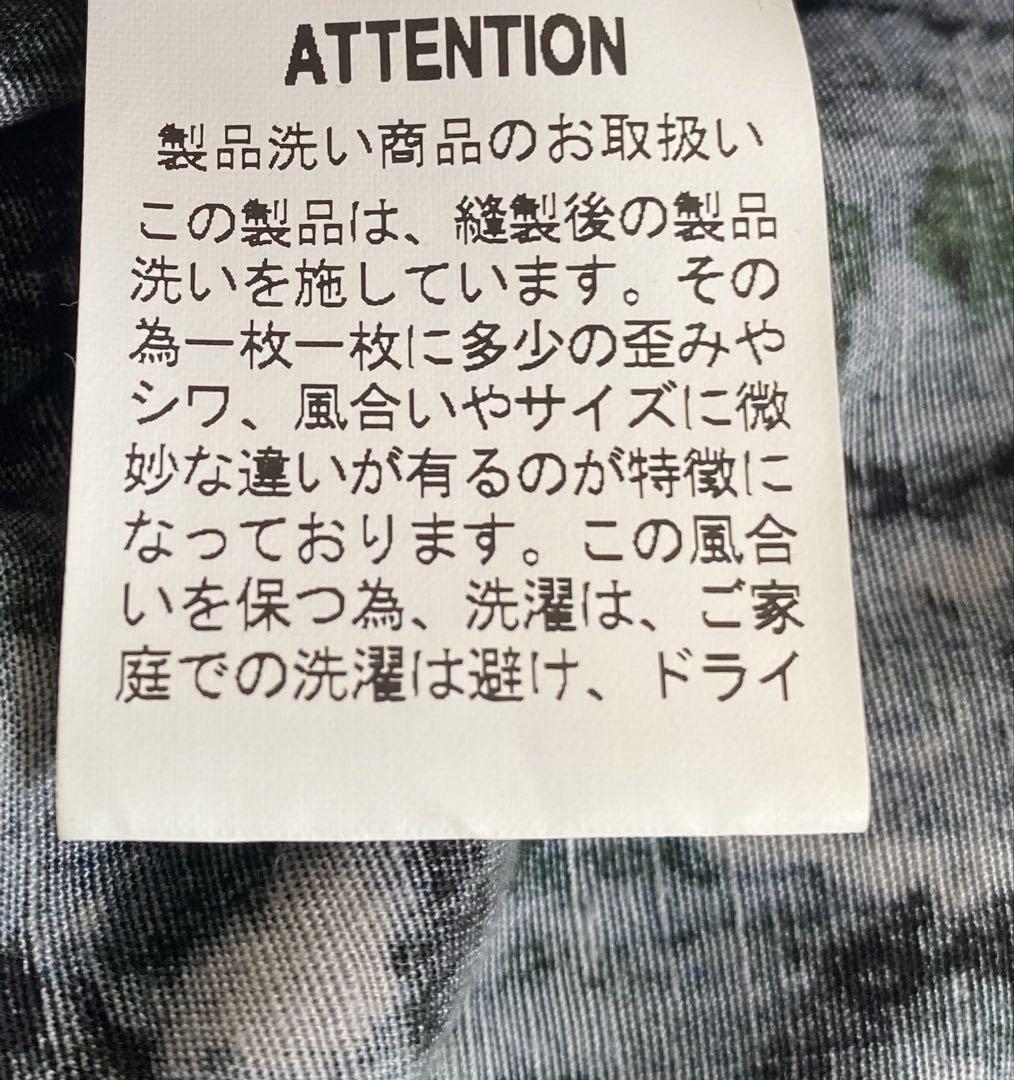 ATTENTION
製品洗い商品のお取扱い
この製品は、縫製後の製品
洗いを施しています。その
為一枚一枚に多少の歪みや
シワ、風合いやサイズに微
妙な違いが有るのが特徴に
なっております。この風合
いを保つ為、洗濯は、ご家
庭での洗濯は避け、ドライ